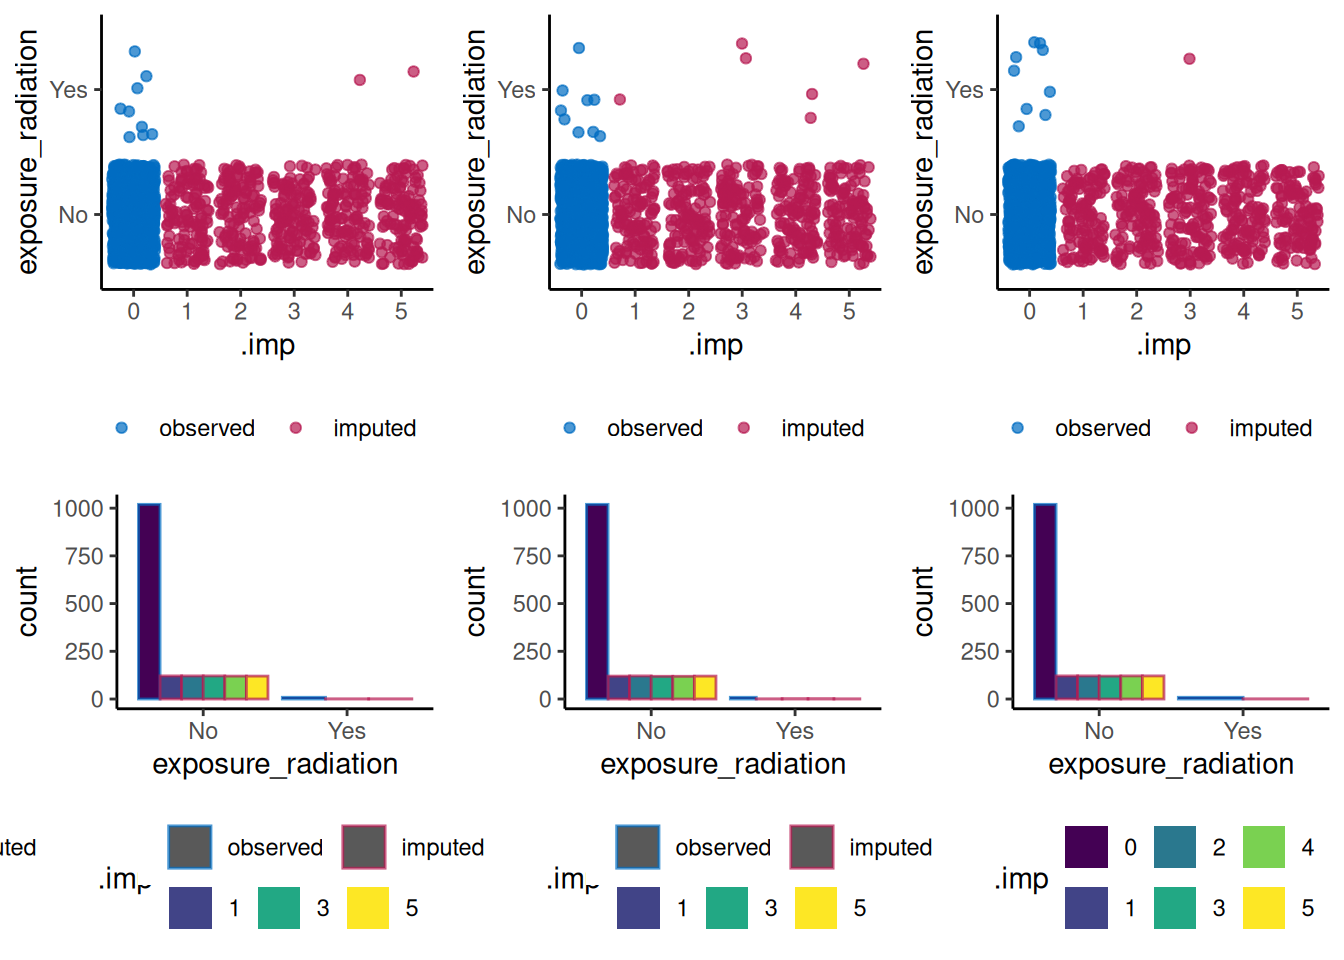 exposure_radiation
Yes
No
0 1 2 3 4 5
.imp
observed imputed
exposure_radiation
Yes
No
0 1 2 3 4 5
.imp
observed imputed
exposure_radiation
Yes
No
0 1 2 3 4 5
.imp
observed imputed
count
1000
750
500
250
0
No Yes
exposure_radiation
count
1000
750
500
250
0
No Yes
exposure_radiation
count
1000
750
500
250
0
No Yes
exposure_radiation
uted
observed imputed
.imp
1 3 5
observed imputed
.imp
1 3 5
0 2 4
.imp
1 3 5